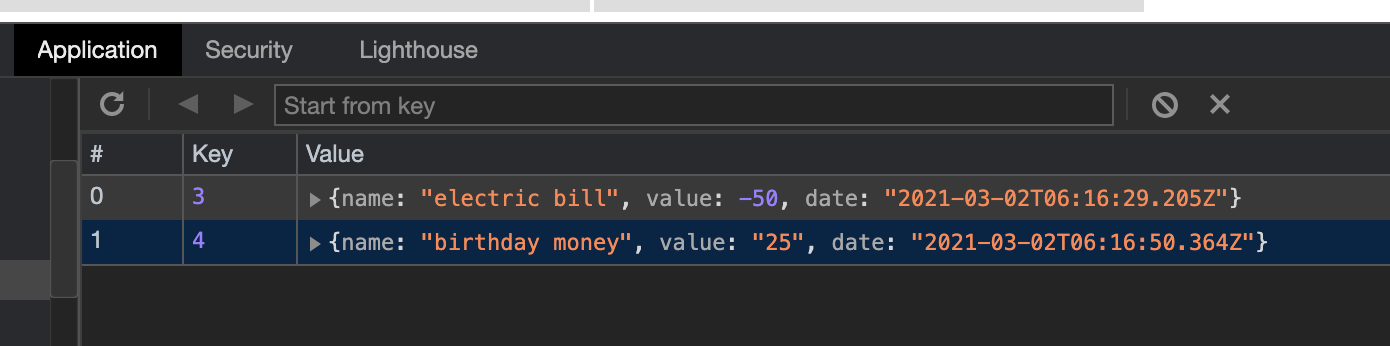 Application Security Lighthouse
Start from key
# Key Value
0 3 {name: "electric bill", value: -50, date: "2021-03-02T06:16:29.205Z"}
1 4 {name: "birthday money", value: "25", date: "2021-03-02T06:16:50.364Z"}